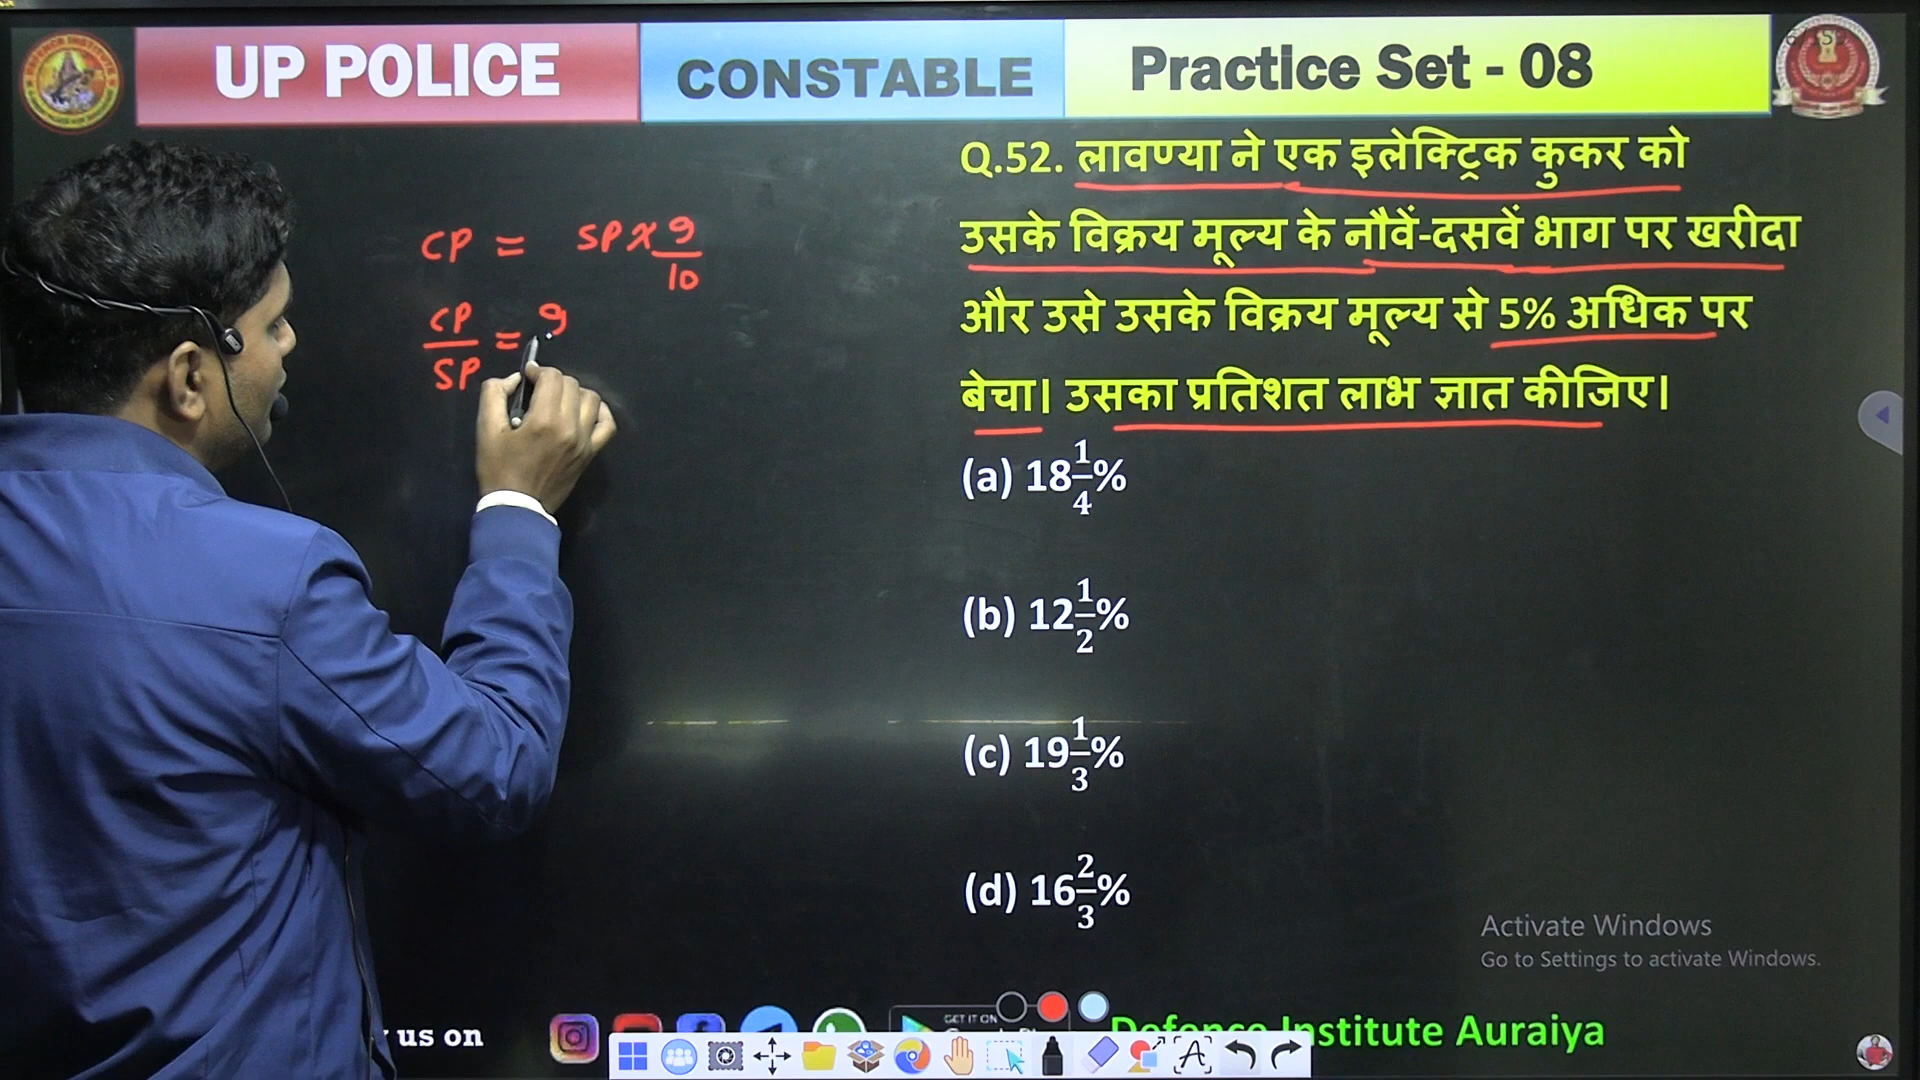 UP POLICE CONSTABLE Practice Set - 08
Q.52. लावण्या ने एक इलेक्ट्रिक कुकर को
उसके विक्रय मूल्य के नौवें-दसवें भाग पर खरीदा
और उसे उसके विक्रय मूल्य से 5% अधिक पर
बेचा। उसका प्रतिशत लाभ ज्ञात कीजिए।
CP = SP × 9/10
CP/SP = 9
(a) 18 1/4%
(b) 12 1/2%
(c) 19 1/3%
(d) 16 2/3%
Activate Windows
Go to Settings to activate Windows.
us on
GET IT ON
Defence Institute Auraiya